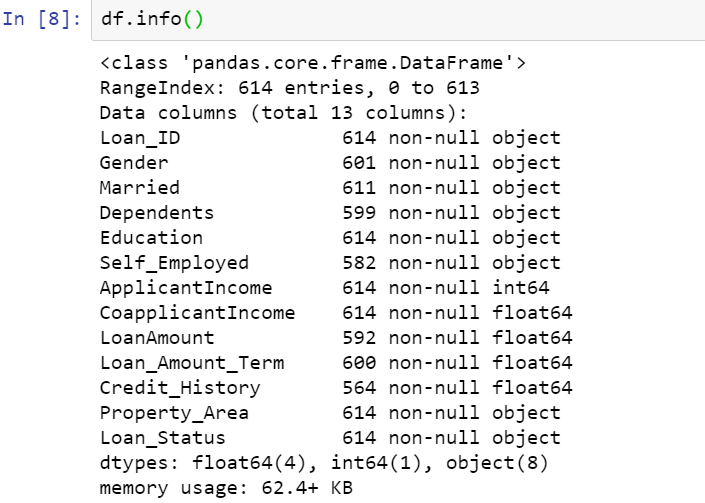 In [8]: df.info()
<class 'pandas.core.frame.DataFrame'>
RangeIndex: 614 entries, 0 to 613
Data columns (total 13 columns):
Loan_ID              614 non-null object
Gender               601 non-null object
Married              611 non-null object
Dependents           599 non-null object
Education            614 non-null object
Self_Employed        582 non-null object
ApplicantIncome      614 non-null int64
CoapplicantIncome    614 non-null float64
LoanAmount           592 non-null float64
Loan_Amount_Term     600 non-null float64
Credit_History       564 non-null float64
Property_Area        614 non-null object
Loan_Status          614 non-null object
dtypes: float64(4), int64(1), object(8)
memory usage: 62.4+ KB